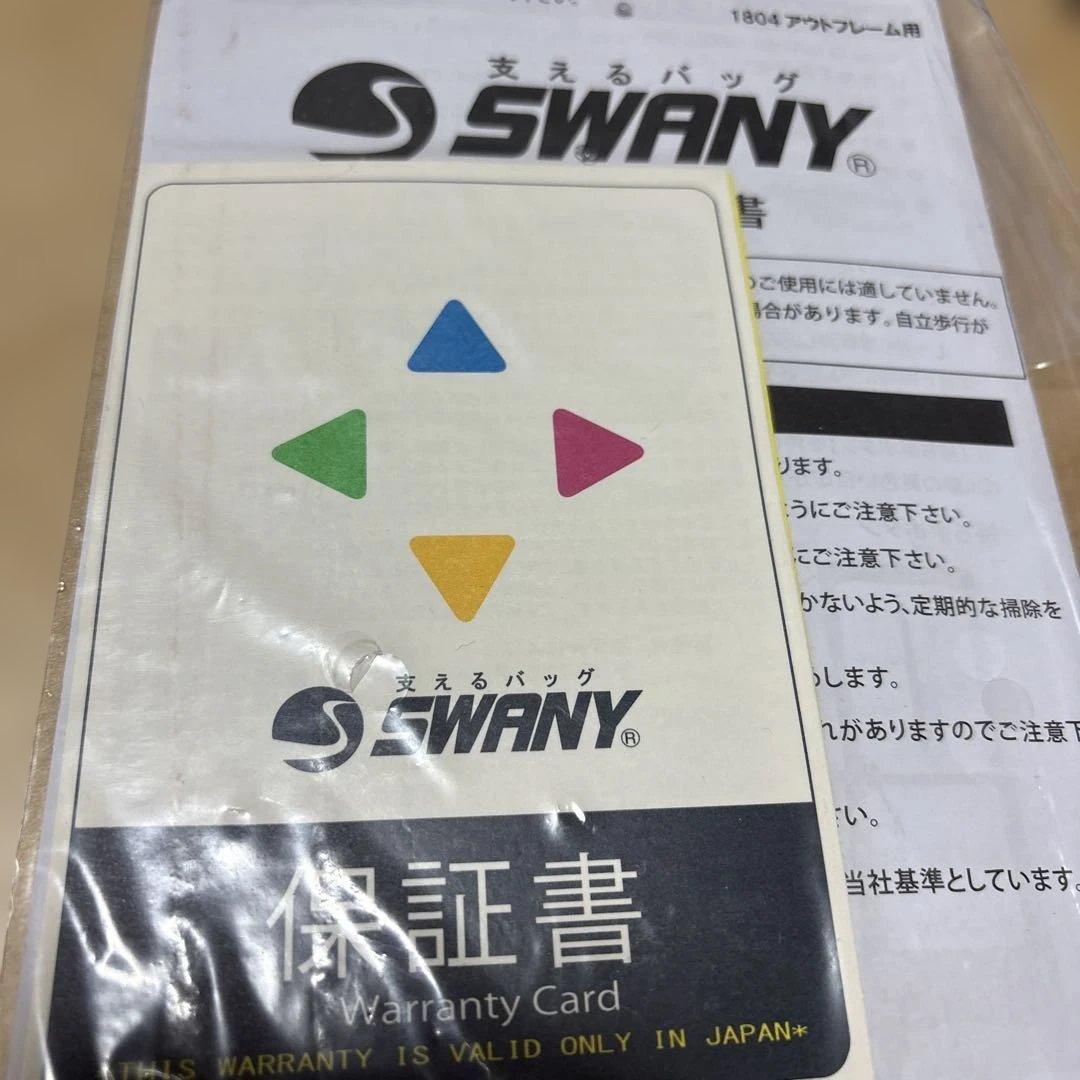 1804 アウトフレーム用
支えるバッグ
SWANY®
書
ご使用には適していません。
場合があります。自立歩行が
ります。
うにご注意下さい。
にご注意下さい。
かないよう、定期的な掃除を
します。
れがありますのでご注意下
さい。
当社基準としています。
支えるバッグ
SWANY®
保証書
Warranty Card
*THIS WARRANTY IS VALID ONLY IN JAPAN*